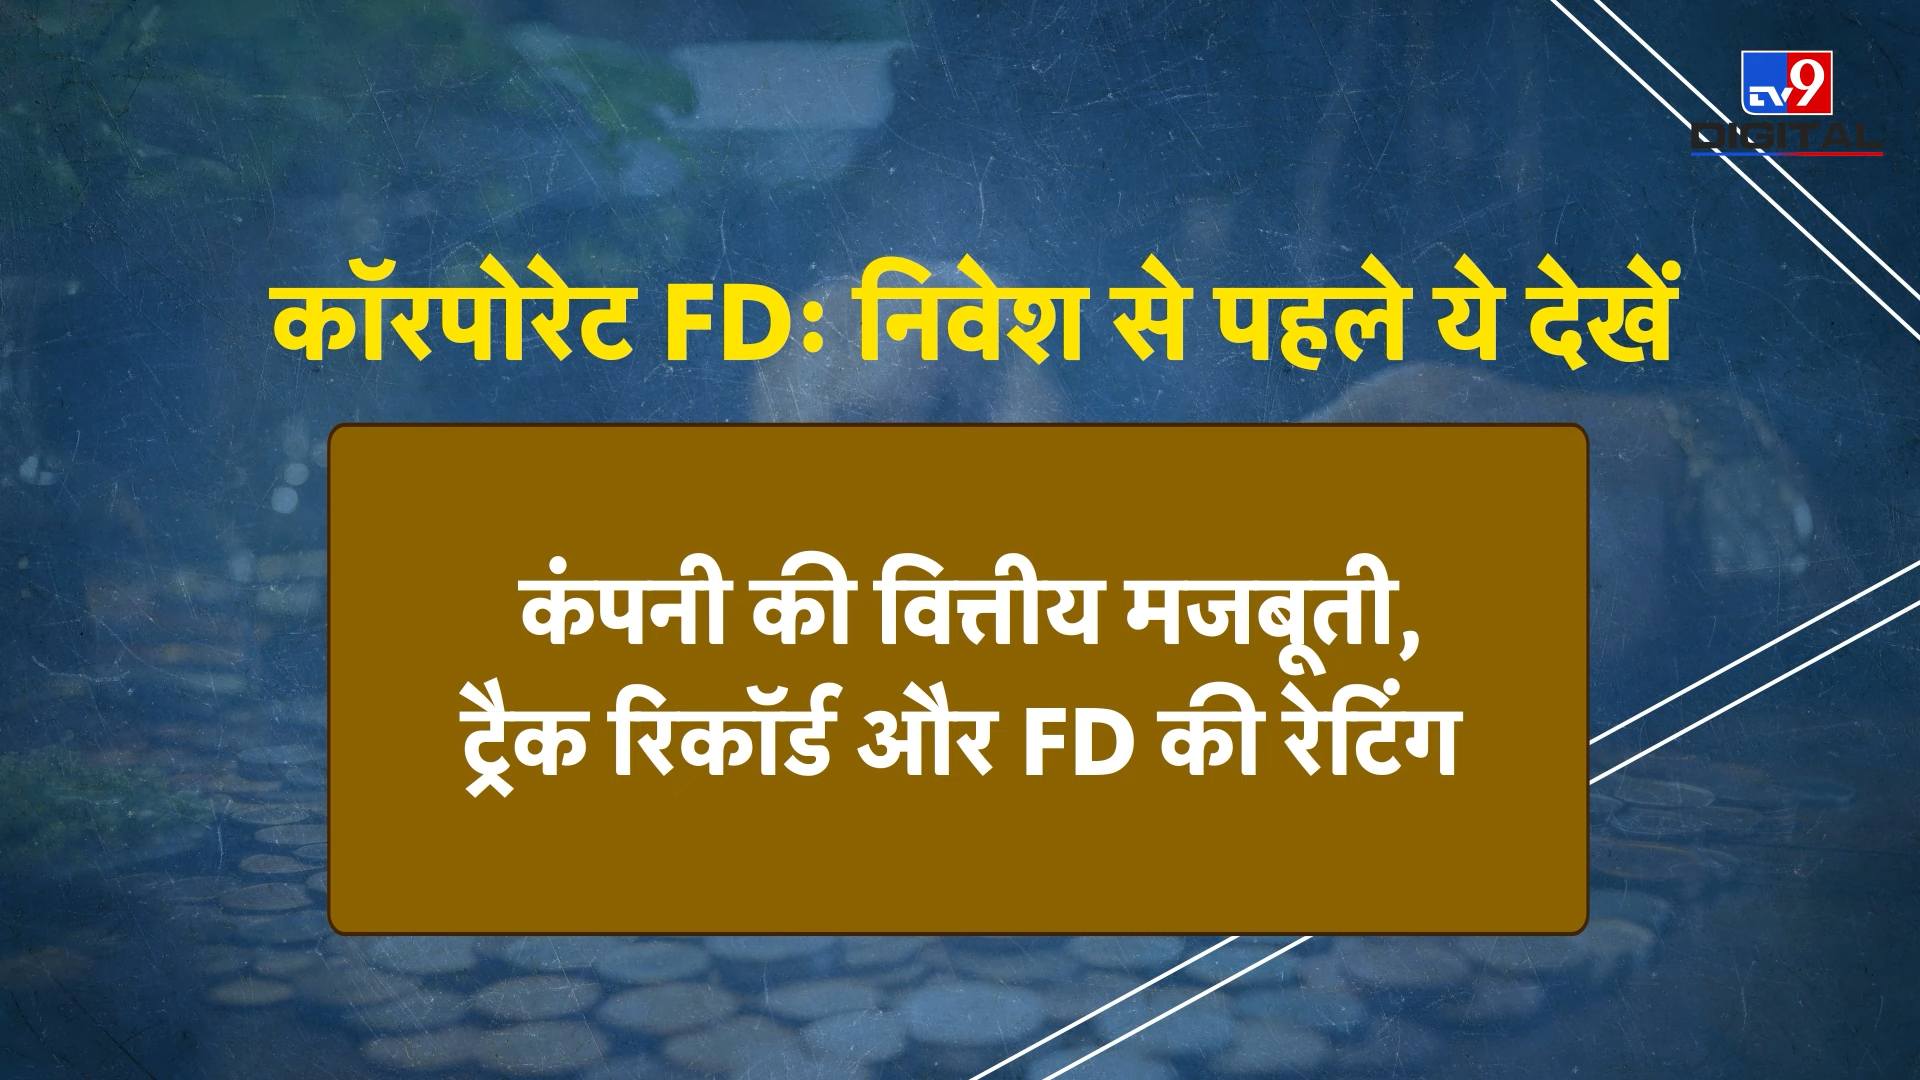 tv9
DIGITAL
कॉरपोरेट FD: निवेश से पहले ये देखें
कंपनी की वित्तीय मजबूती,
ट्रैक रिकॉर्ड और FD की रेटिंग